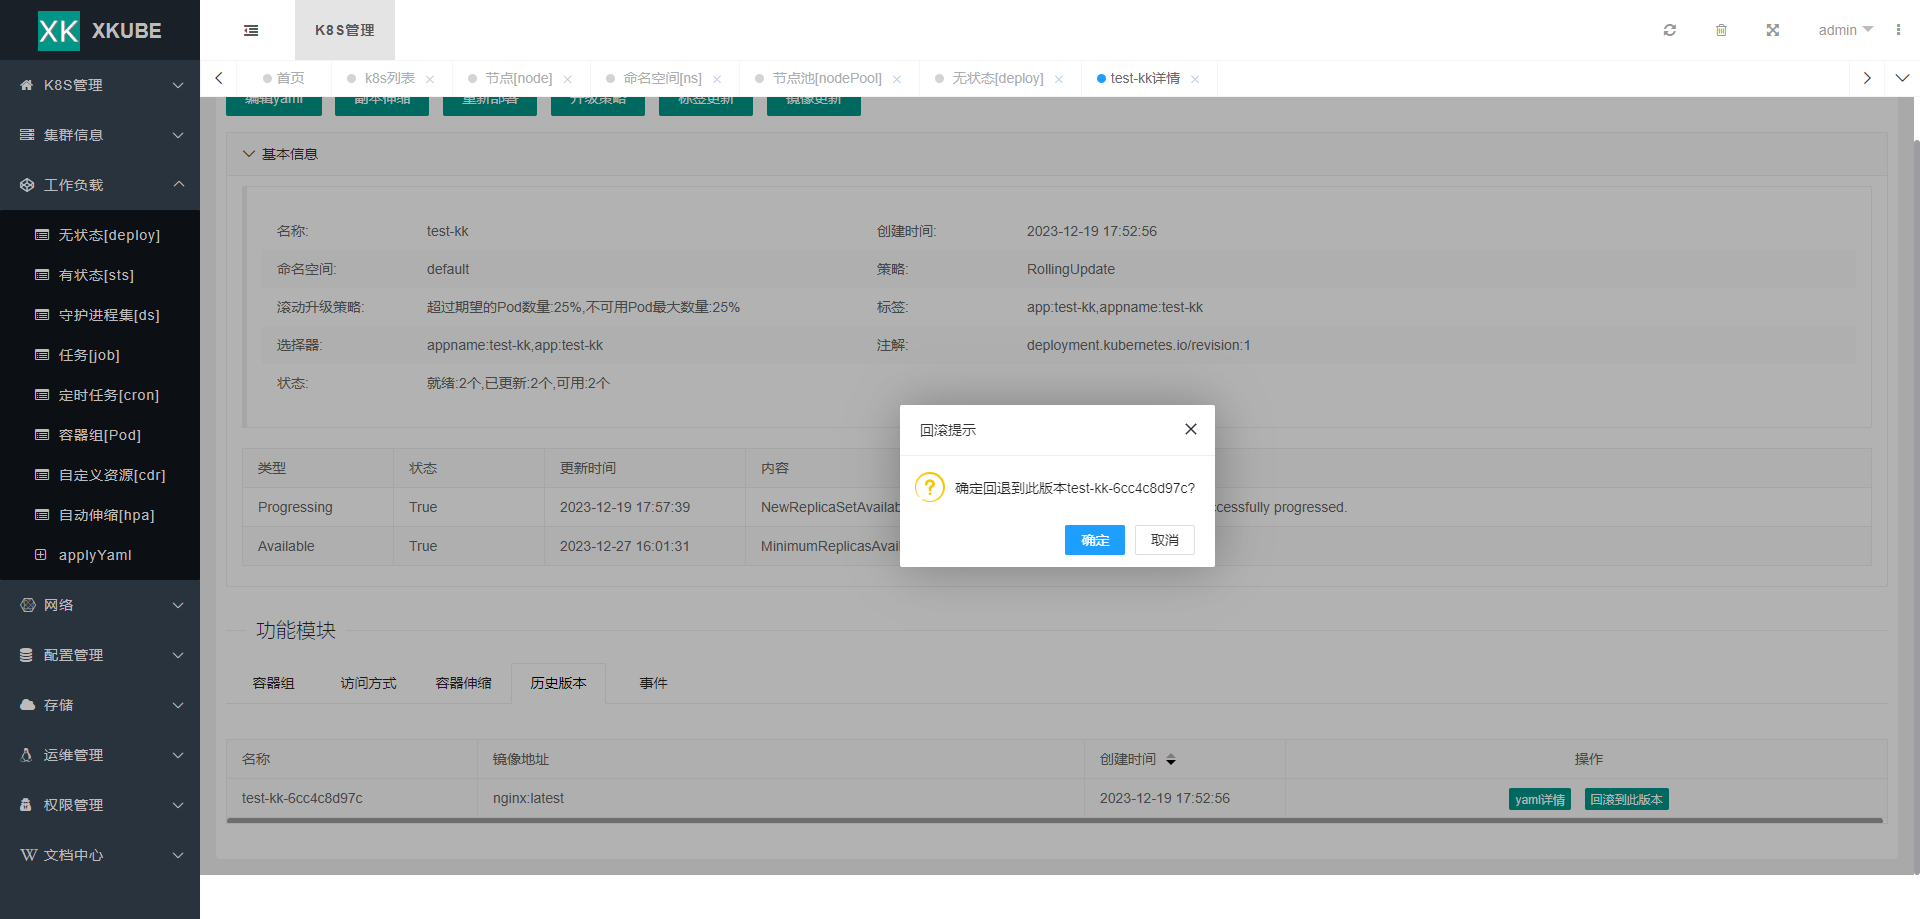 XK XKUBE
K8S管理
admin
首页
k8s列表
节点[node]
命名空间[ns]
节点池[nodePool]
无状态[deploy]
test-kk详情
K8S管理
集群信息
工作负载
无状态[deploy]
有状态[sts]
守护进程集[ds]
任务[job]
定时任务[cron]
容器组[Pod]
自定义资源[cdr]
自动伸缩[hpa]
applyYaml
网络
配置管理
存储
运维管理
权限管理
文档中心
编辑yaml
副本伸缩
重新部署
升级策略
标签更新
镜像更新
基本信息
名称: test-kk 创建时间: 2023-12-19 17:52:56
命名空间: default 策略: RollingUpdate
滚动升级策略: 超过期望的Pod数量:25%,不可用Pod最大数量:25% 标签: app:test-kk,appname:test-kk
选择器: appname:test-kk,app:test-kk 注解: deployment.kubernetes.io/revision:1
状态: 就绪:2个,已更新:2个,可用:2个
类型 状态 更新时间 内容
Progressing True 2023-12-19 17:57:39 NewReplicaSetAvailab ccessfully progressed.
Available True 2023-12-27 16:01:31 MinimumReplicasAvai
回滚提示
确定回退到此版本test-kk-6cc4c8d97c?
确定 取消
功能模块
容器组 访问方式 容器伸缩 历史版本 事件
名称 镜像地址 创建时间 操作
test-kk-6cc4c8d97c nginx:latest 2023-12-19 17:52:56 yaml详情 回滚到此版本